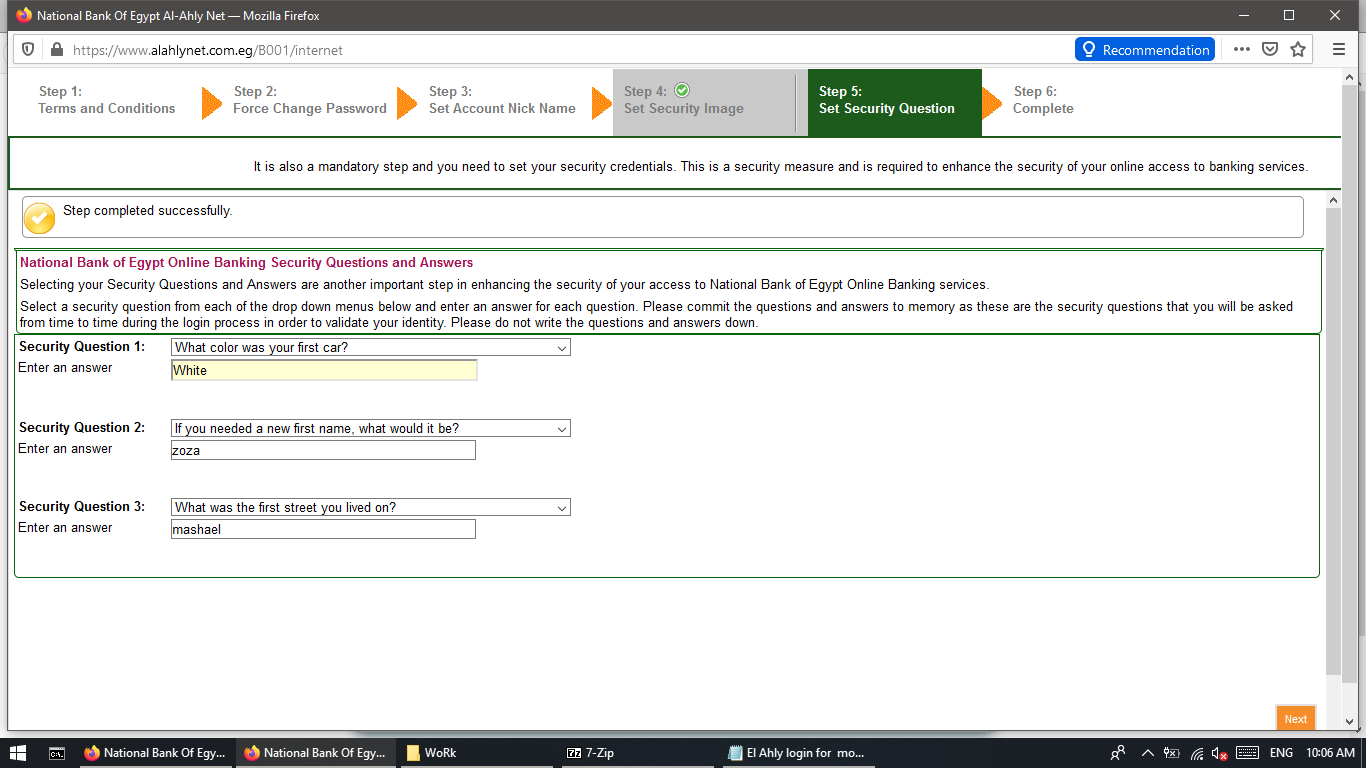 National Bank Of Egypt Al-Ahly Net — Mozilla Firefox
https://www.alahlynet.com.eg/B001/internet
Recommendation
Step 1:
Terms and Conditions
Step 2:
Force Change Password
Step 3:
Set Account Nick Name
Step 4:
Set Security Image
Step 5:
Set Security Question
Step 6:
Complete
It is also a mandatory step and you need to set your security credentials. This is a security measure and is required to enhance the security of your online access to banking services.
Step completed successfully.
National Bank of Egypt Online Banking Security Questions and Answers
Selecting your Security Questions and Answers are another important step in enhancing the security of your access to National Bank of Egypt Online Banking services.
Select a security question from each of the drop down menus below and enter an answer for each question. Please commit the questions and answers to memory as these are the security questions that you will be asked
from time to time during the login process in order to validate your identity. Please do not write the questions and answers down.
Security Question 1: What color was your first car?
Enter an answer White
Security Question 2: If you needed a new first name, what would it be?
Enter an answer zoza
Security Question 3: What was the first street you lived on?
Enter an answer mashael
Next
National Bank Of Egy...
National Bank Of Egy...
WoRk
7-Zip
El Ahly login for mo...
ENG
10:06 AM